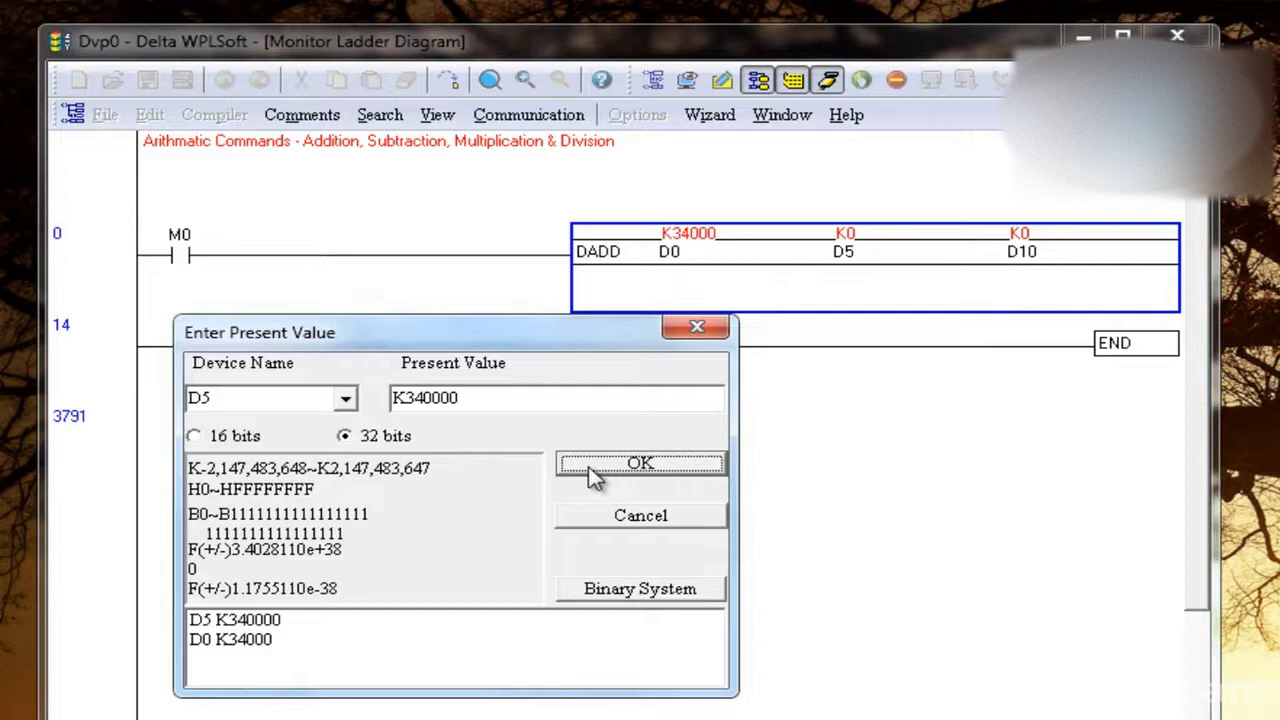 Dvp0 - Delta WPLSoft - [Monitor Ladder Diagram]
File Edit Compiler Comments Search View Communication Options Wizard Window Help
Arithmatic Commands - Addition, Subtraction, Multiplication & Division
0
M0
K34000 K0 K0
DADD D0 D5 D10
14
END
3791
Enter Present Value
Device Name Present Value
D5 K340000
16 bits 32 bits
K-2,147,483,648~K2,147,483,647
H0~HFFFFFFFF
B0~B1111111111111111
1111111111111111
F(+/-)3.4028110e+38
0
F(+/-)1.1755110e-38
OK
Cancel
Binary System
D5 K340000
D0 K34000